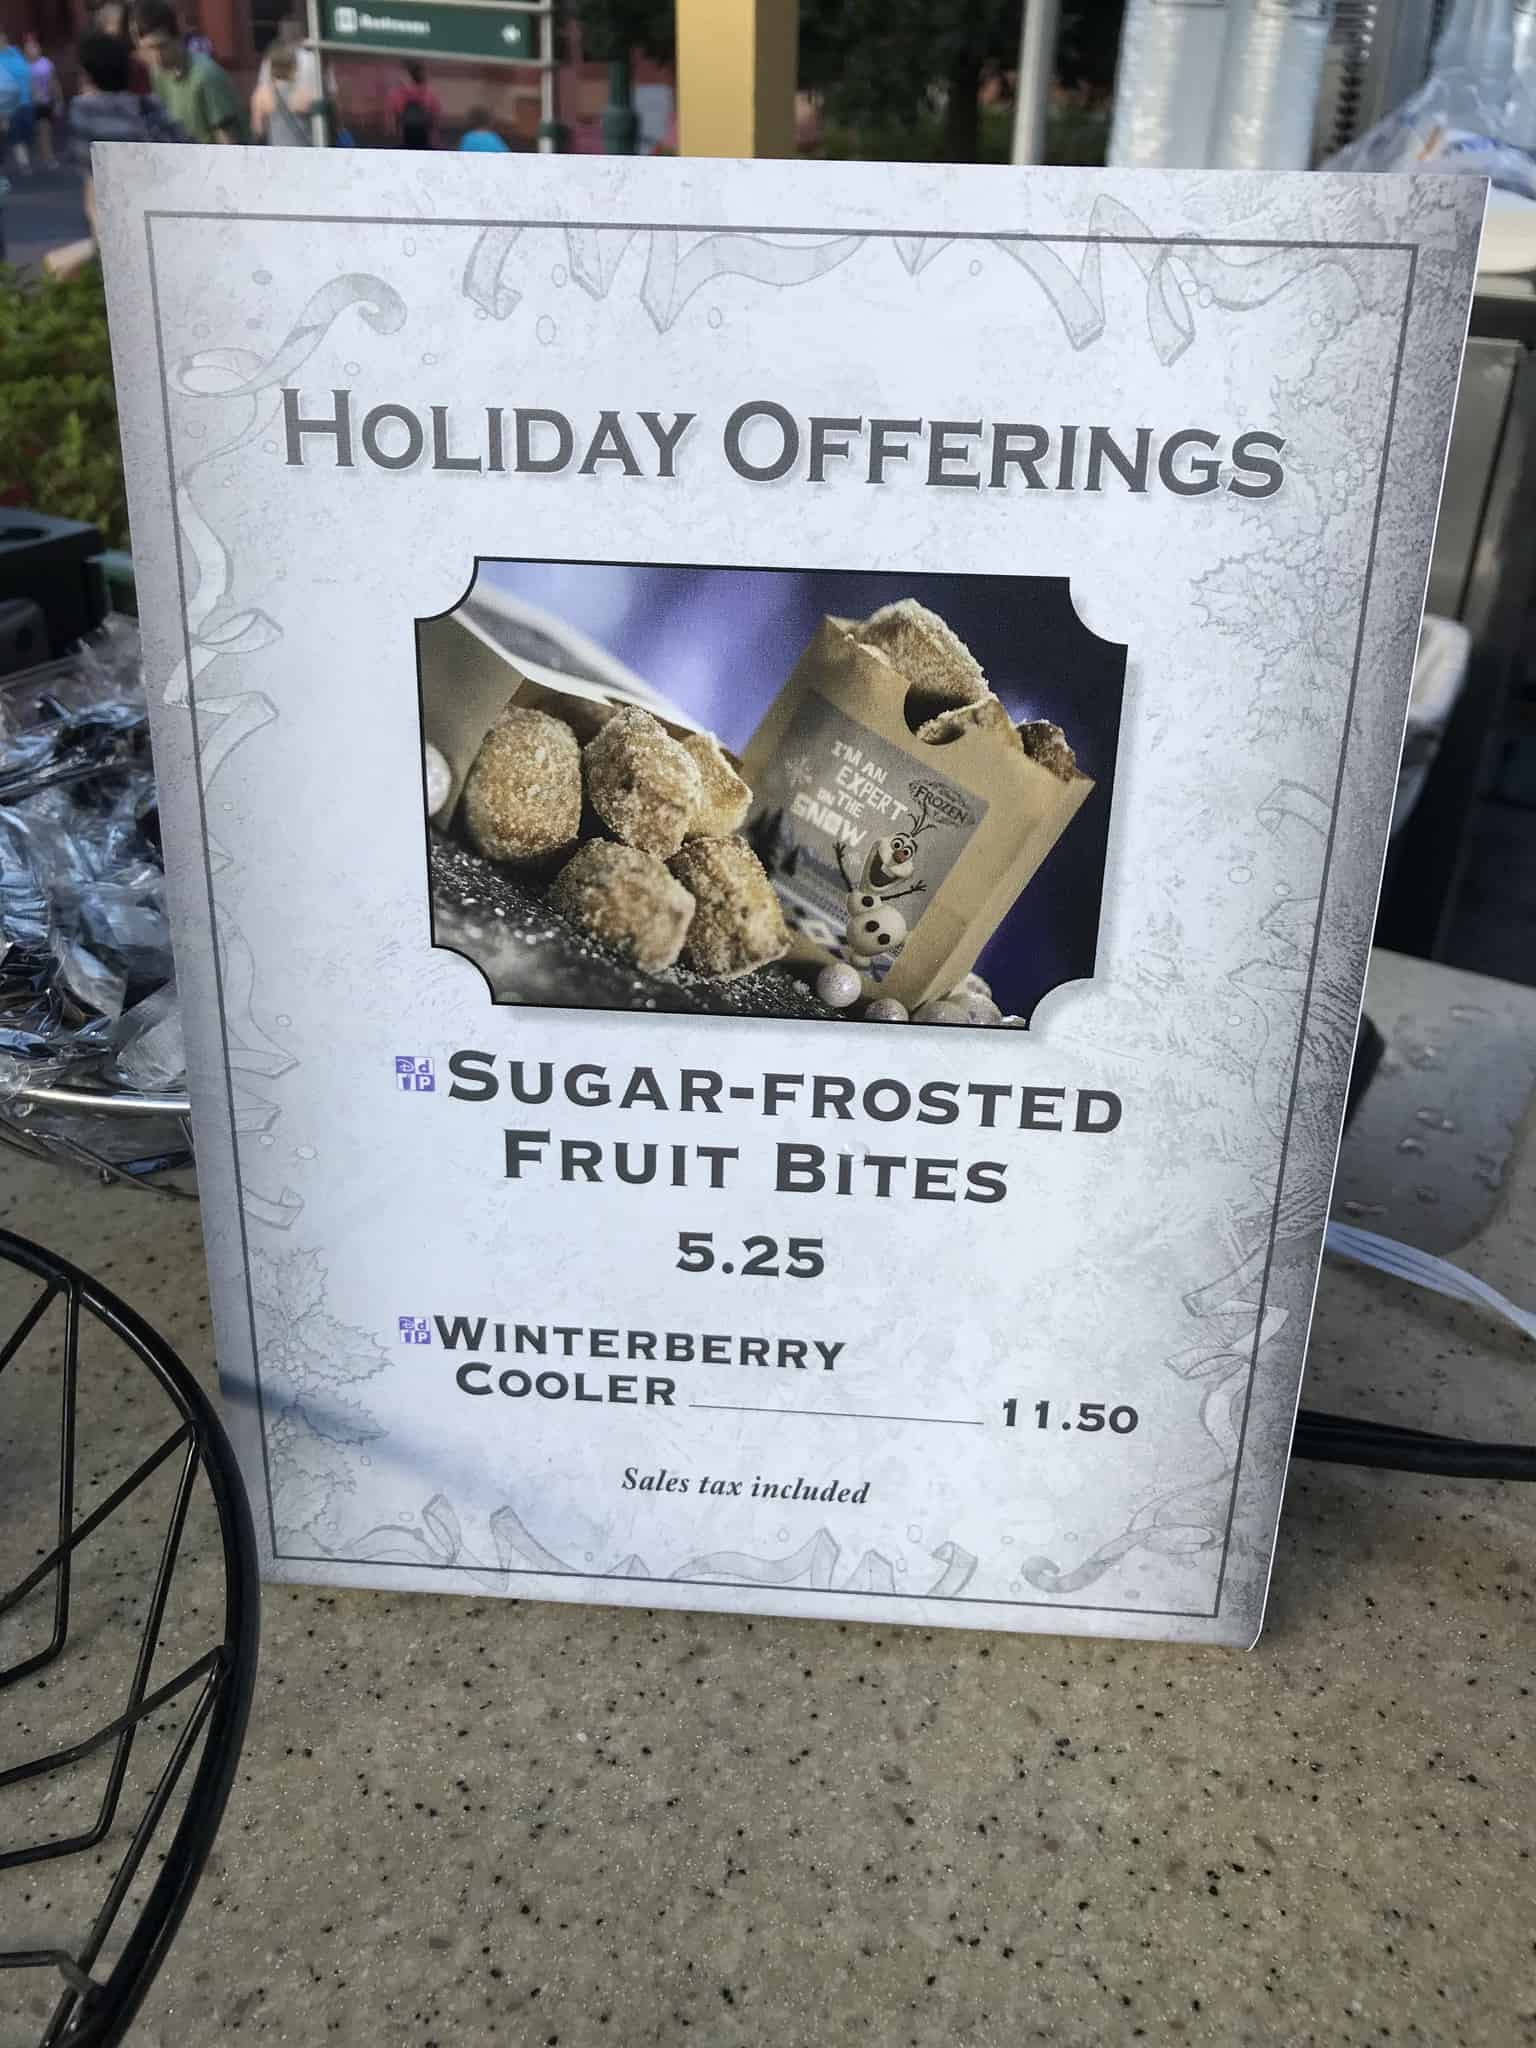 Restrooms
HOLIDAY OFFERINGS
I'M AN
EXPERT
ON THE
SNOW
FROZEN
SUGAR-FROSTED
FRUIT BITES
5.25
WINTERBERRY
COOLER 11.50
Sales tax included